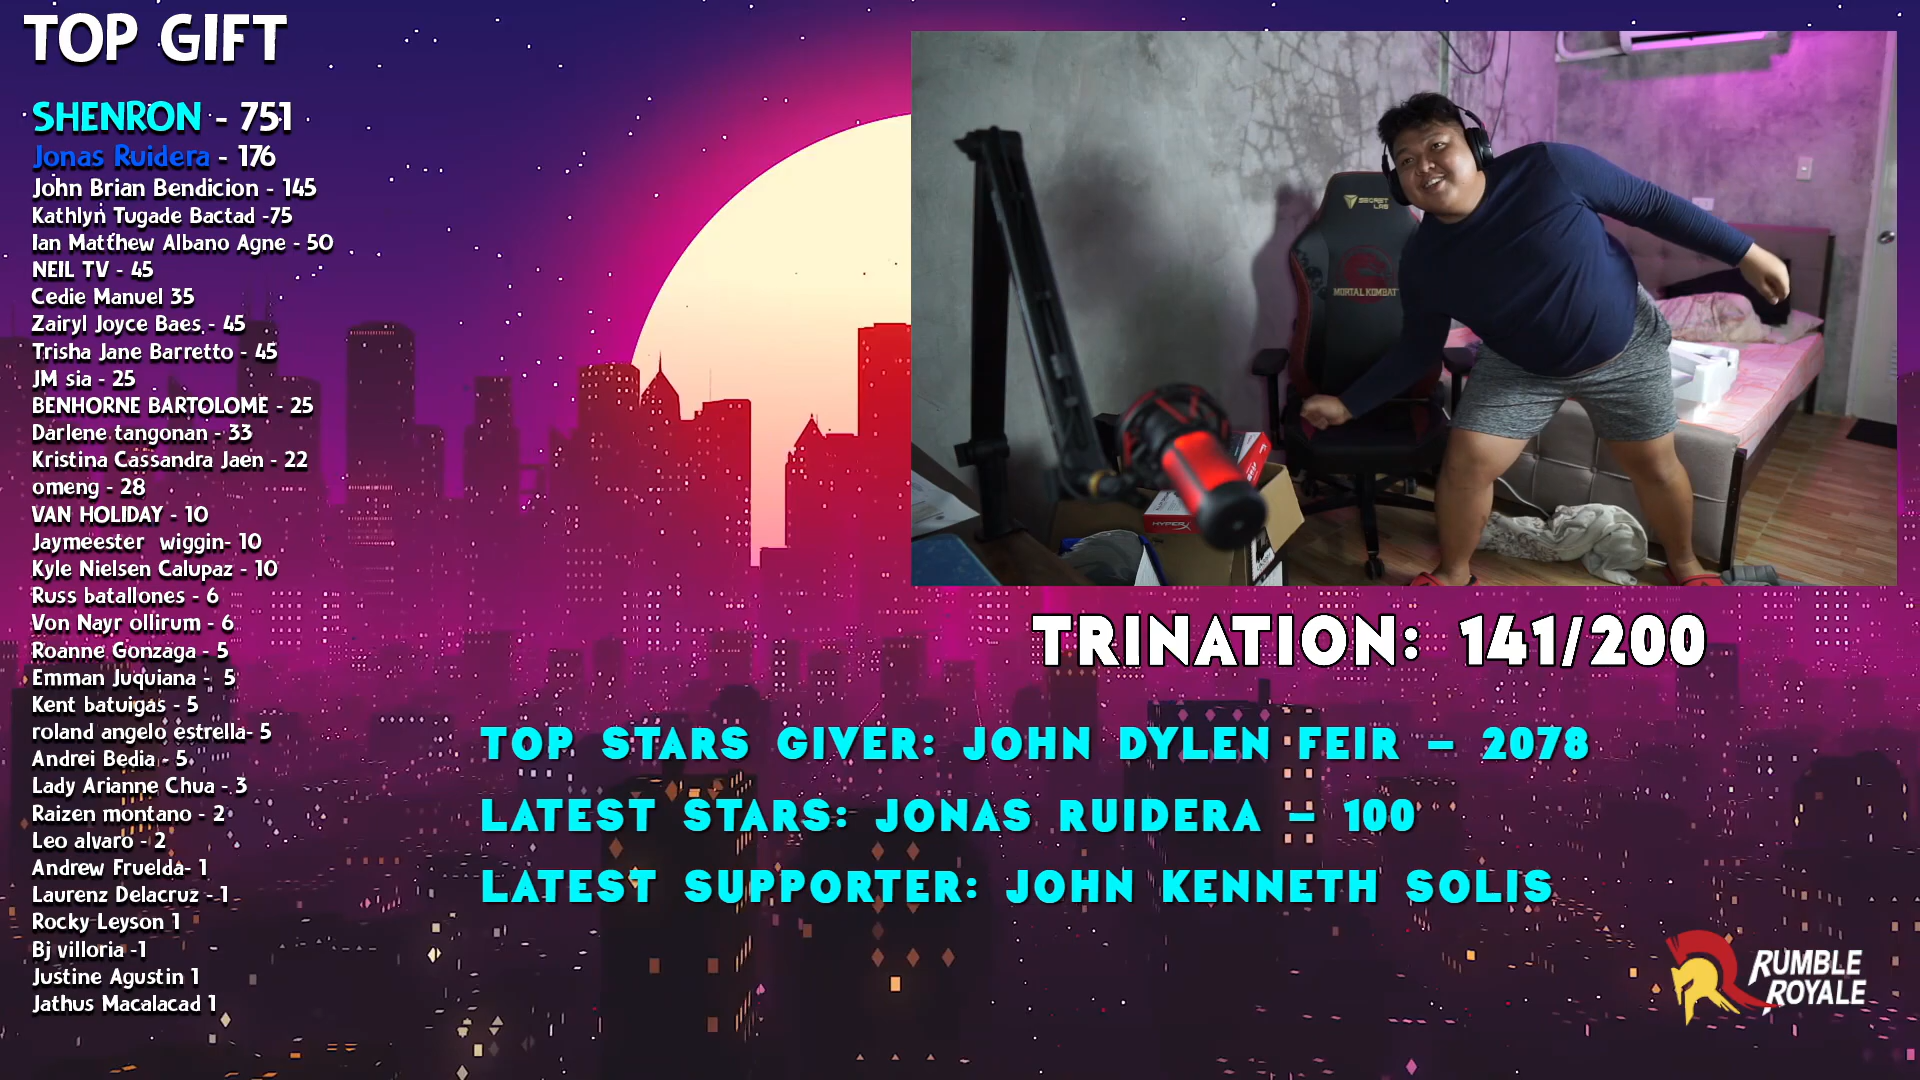 TOP GIFT
SHENRON - 751
Jonas Ruidera - 176
John Brian Bendicion - 145
Kathlyn Tugade Bactad -75
Ian Matthew Albano Agne - 50
NEIL TV - 45
Cedie Manuel 35
Zairyl Joyce Baes - 45
Trisha Jane Barretto - 45
JM sia - 25
BENHORNE BARTOLOME - 25
Darlene tangonan - 33
Kristina Cassandra Jaen - 22
omeng - 28
VAN HOLIDAY - 10
Jaymeester  wiggin- 10
Kyle Nielsen Calupaz - 10
Russ batallones - 6
Von Nayr ollirum - 6
Roanne Gonzaga - 5
Emman Juquiana -  5
Kent batuigas - 5
roland angelo estrella- 5
Andrei Bedia - 5
Lady Arianne Chua - 3
Raizen montano - 2
Leo alvaro - 2
Andrew Fruelda- 1
Laurenz Delacruz - 1
Rocky Leyson 1
Bj villoria -1
Justine Agustin 1
Jathus Macalacad 1
SECRET
LAB
MORTAL KOMBAT
HYPERX
TRINATION: 141/200
TOP STARS GIVER: JOHN DYLEN FEIR - 2078
LATEST STARS: JONAS RUIDERA - 100
LATEST SUPPORTER: JOHN KENNETH SOLIS
RUMBLE
ROYALE